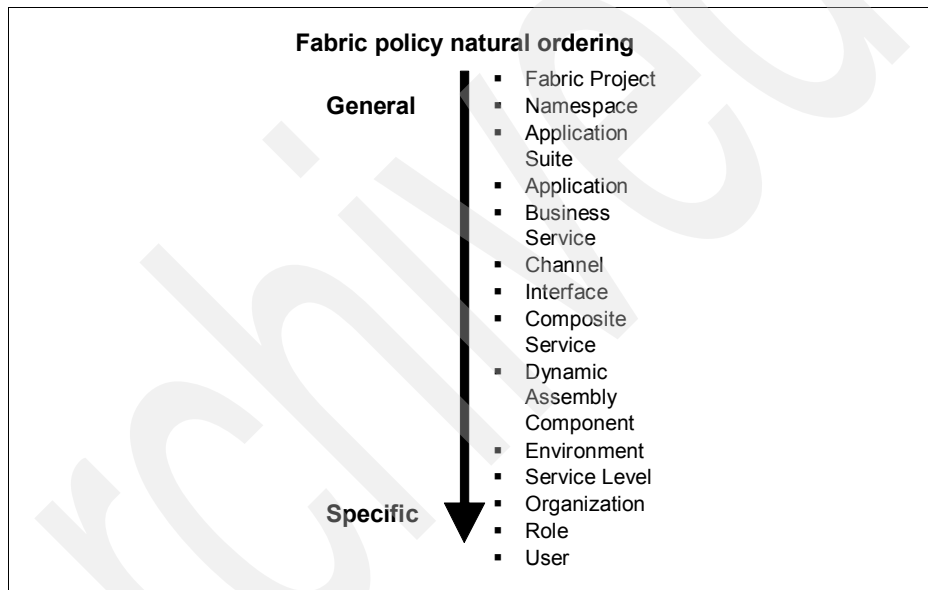 Fabric policy natural ordering
General
▪ Fabric Project
▪ Namespace
▪ Application
Suite
▪ Application
▪ Business
Service
▪ Channel
▪ Interface
▪ Composite
Service
▪ Dynamic
Assembly
Component
▪ Environment
▪ Service Level
▪ Organization
Specific
▪ Role
▪ User
rchived